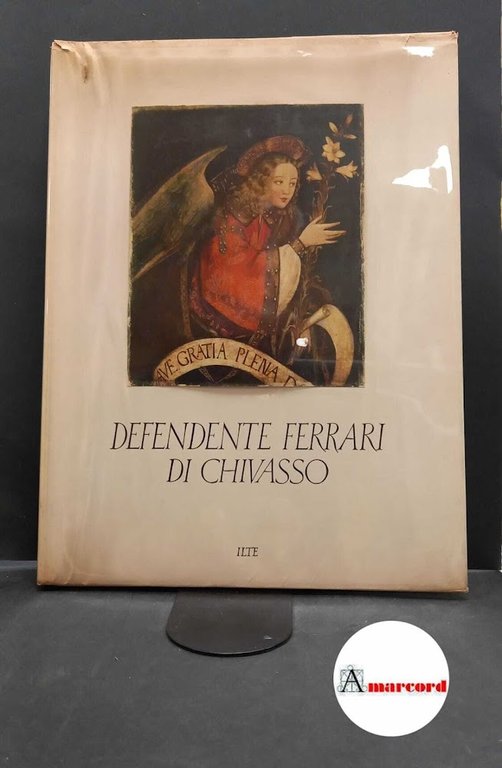 AVE GRATIA PLENA D
DEFENDENTE FERRARI
DI CHIVASSO
ILTE
Amarcord